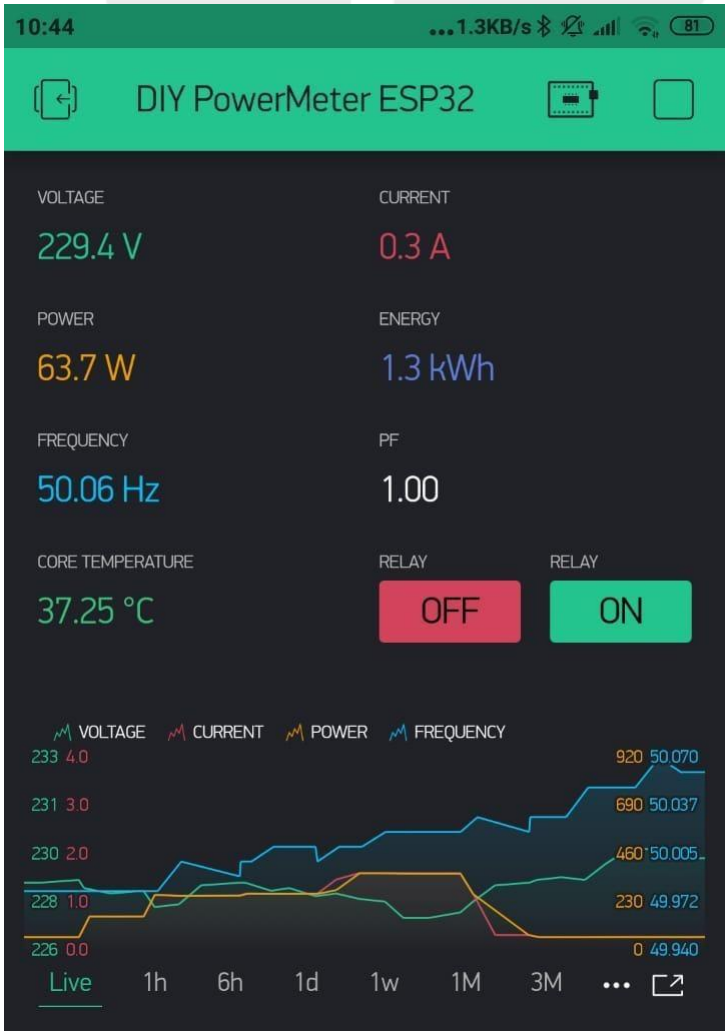 10:44 ...1.3KB/s 81
DIY PowerMeter ESP32
VOLTAGE CURRENT
229.4 V 0.3 A
POWER ENERGY
63.7 W 1.3 kWh
FREQUENCY PF
50.06 Hz 1.00
CORE TEMPERATURE RELAY RELAY
37.25 °C OFF ON
VOLTAGE CURRENT POWER FREQUENCY
233 4.0 920 50.070
231 3.0 690 50.037
230 2.0 460 50.005
228 1.0 230 49.972
226 0.0 0 49.940
Live 1h 6h 1d 1w 1M 3M ...